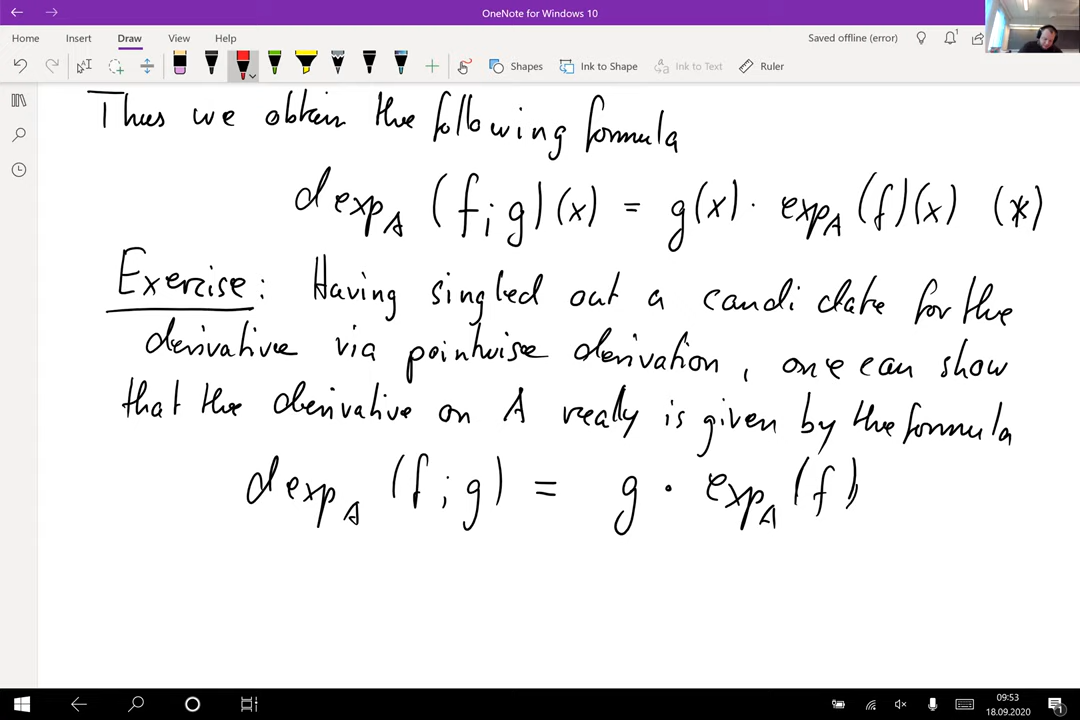 OneNote for Windows 10
Home Insert Draw View Help Saved offline (error)
Shapes Ink to Shape Ink to Text Ruler
Thus we obtain the following formula
d exp_A (f ; g)(x) = g(x) · exp_A (f)(x) (*)
Exercise: Having singled out a candidate for the
derivative via pointwise derivation, one can show
that the derivative on A really is given by the formula
d exp_A (f ; g) = g · exp_A (f)
09:53
18.09.2020